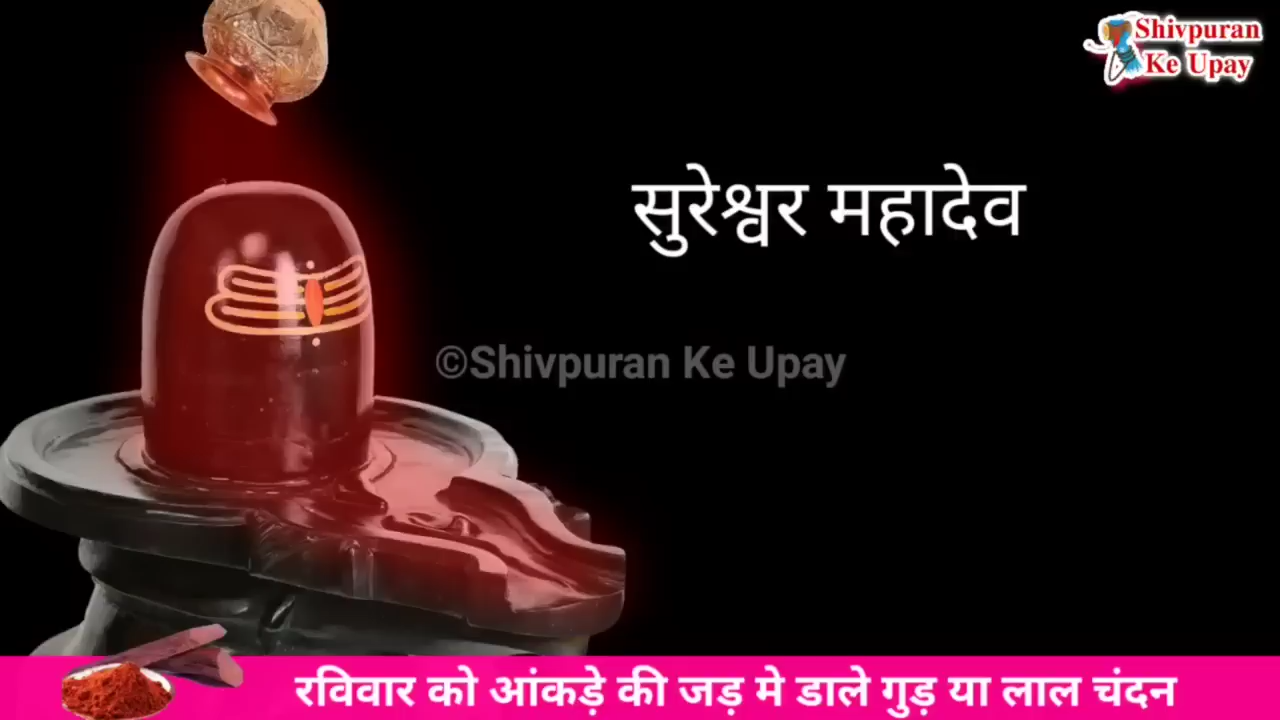 Shivpuran
Ke Upay
सुरेश्वर महादेव
©Shivpuran Ke Upay
रविवार को आंकड़े की जड़ मे डाले गुड़ या लाल चंदन